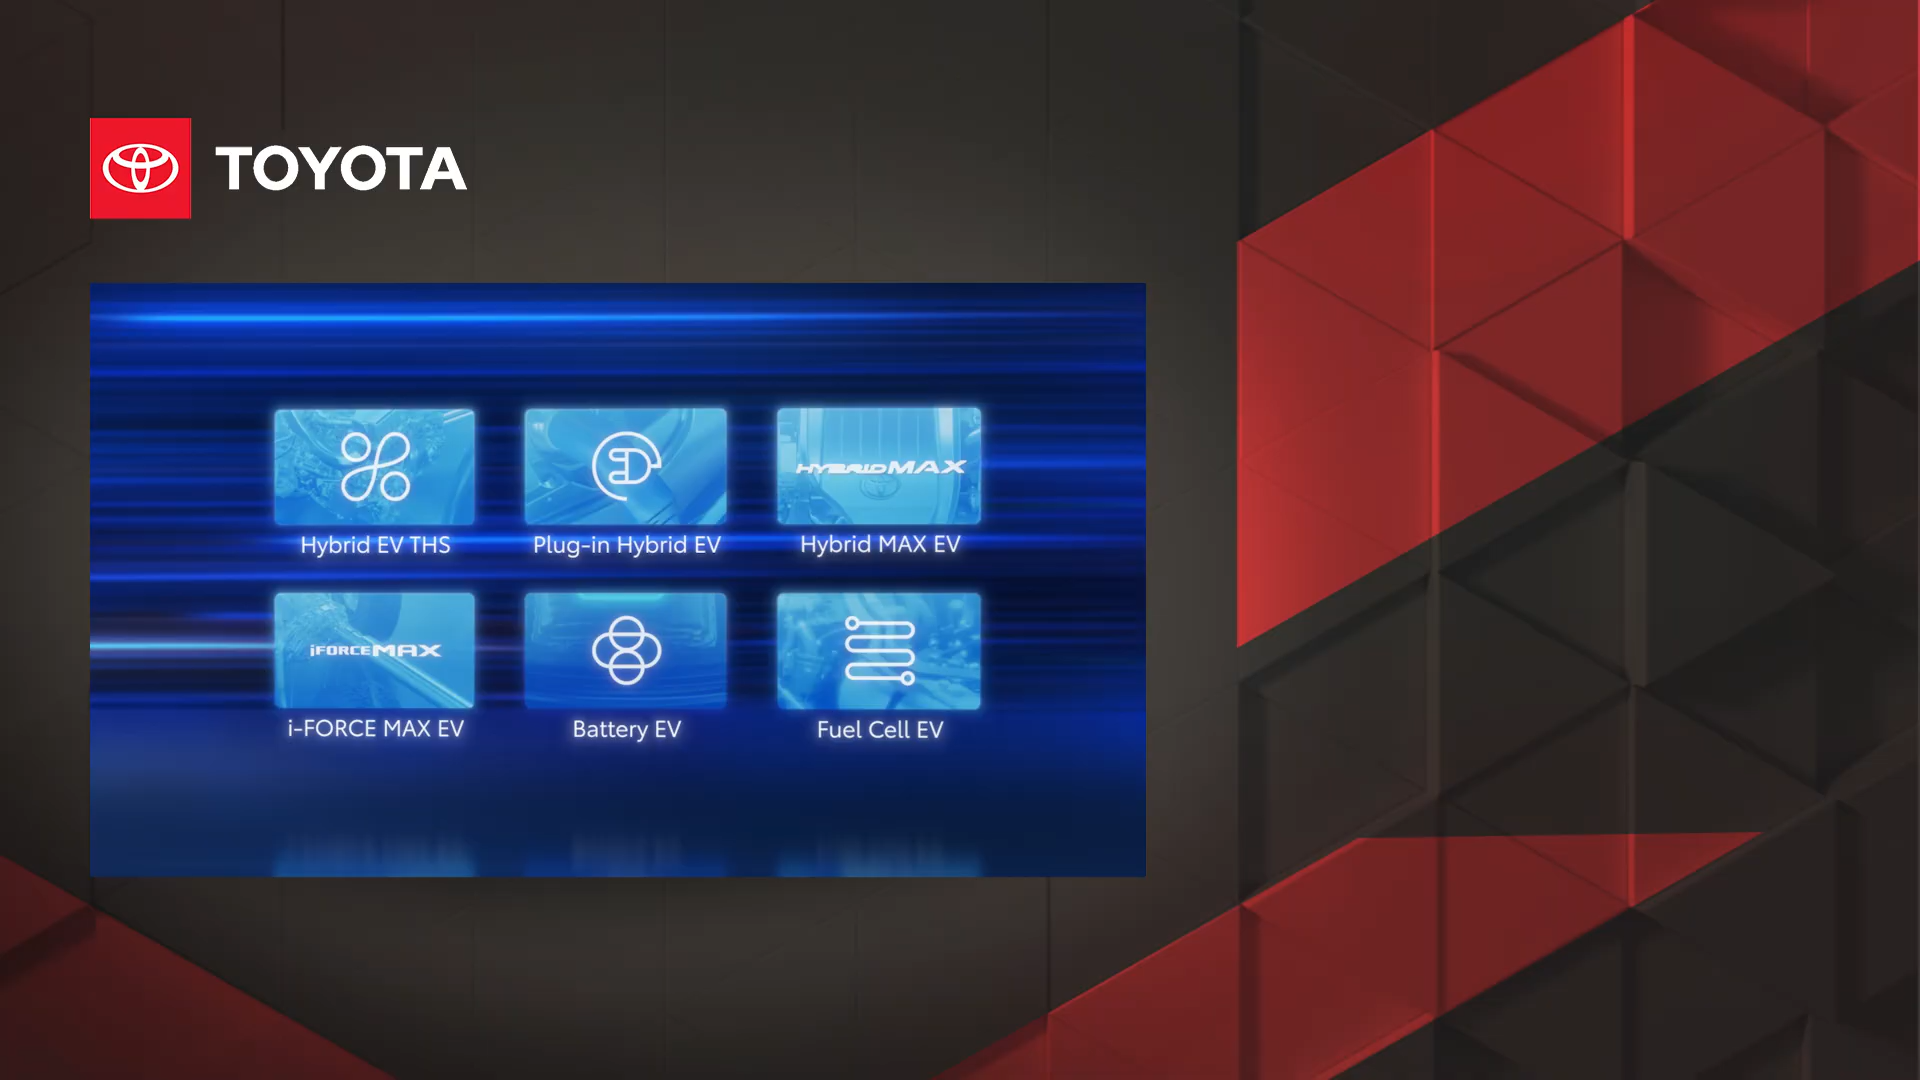 TOYOTA
HYBRID MAX
Hybrid EV THS
Plug-in Hybrid EV
Hybrid MAX EV
iFORCE MAX
i-FORCE MAX EV
Battery EV
Fuel Cell EV